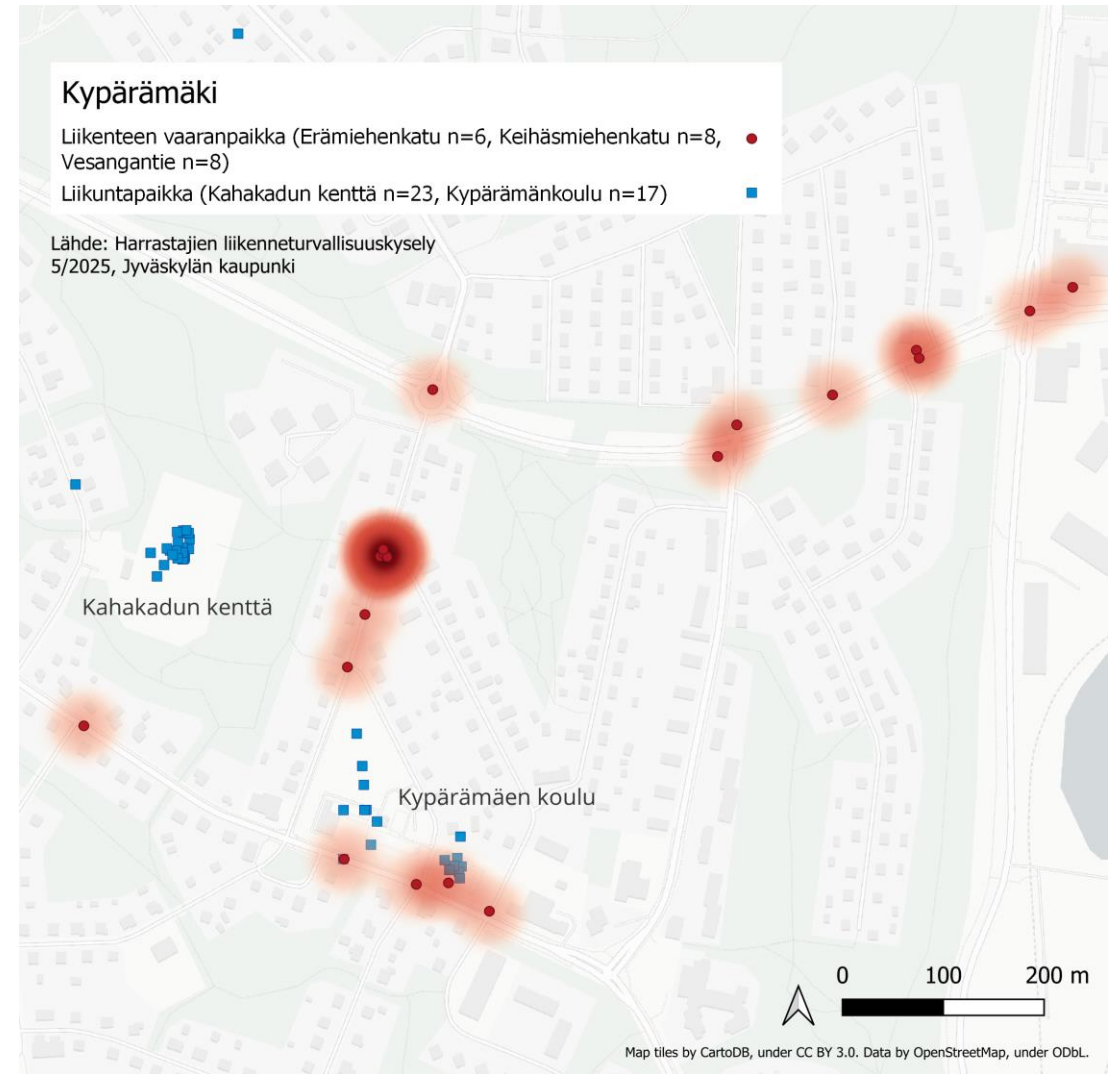 Kypärämäki
Liikenteen vaaranpaikka (Erämiehenkatu n=6, Keihäsmiehenkatu n=8,
Vesangantie n=8)
Liikuntapaikka (Kahakadun kenttä n=23, Kypärämänkoulu n=17)
Lähde: Harrastajien liikenneturvallisuuskysely
5/2025, Jyväskylän kaupunki
Kahakadun kenttä
Kypärämäen koulu
0 100 200 m
Map tiles by CartoDB, under CC BY 3.0. Data by OpenStreetMap, under ODbL.